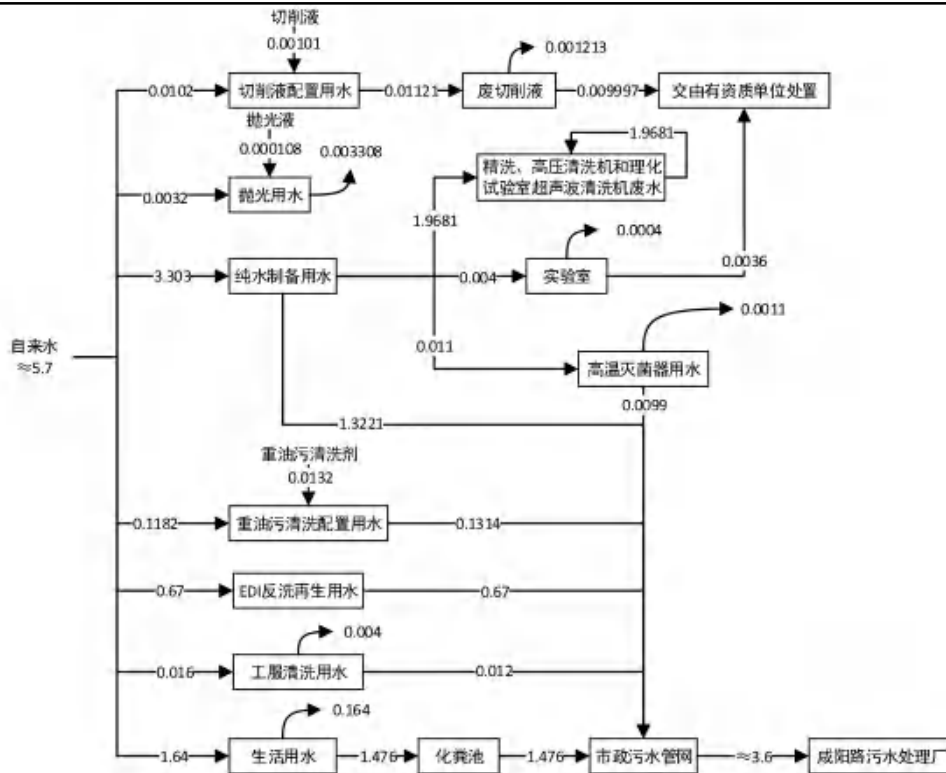 切削液
0.00101
0.001213
0.0102
切削液配置用水
0.01121
废切削液
0.009997
交由有资质单位处置
抛光液
0.000108
0.003308
1.9681
0.0032
抛光用水
精洗、高压清洗机和理化
试验室超声波清洗机废水
1.9681
0.0004
0.0036
3.303
纯水制备用水
0.004
实验室
0.0011
自来水
≈5.7
0.011
高温灭菌器用水
0.0099
1.3221
重油污清洗剂
0.0132
0.1182
重油污清洗配置用水
0.1314
0.67
EDI反洗再生用水
0.67
0.004
0.016
工服清洗用水
0.012
0.164
1.64
生活用水
1.476
化粪池
1.476
市政污水管网
≈3.6
咸阳路污水处理厂